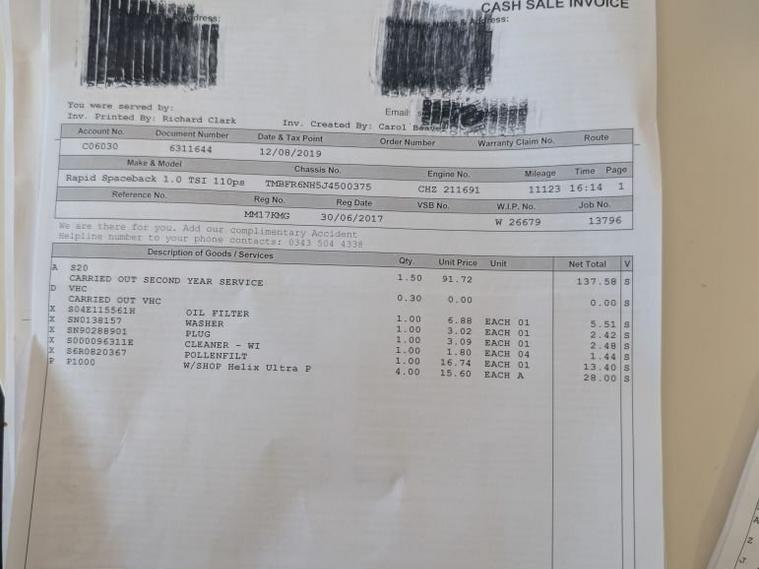 CASH SALE INVOICE
Address:
& Address:
You were served by:
Email:
Inv. Printed By: Richard Clark Inv. Created By: Carol
Account No. Document Number Date & Tax Point Order Number Warranty Claim No. Route
C06030 6311644 12/08/2019
Make & Model Chassis No. Engine No. Mileage Time Page
Rapid Spaceback 1.0 TSI 110ps TMBFR6NH5J4500375 CHZ 211691 11123 16:14 1
Reference No. Reg No. Reg Date VSB No. W.I.P. No. Job No.
MM17KMG 30/06/2017 W 26679 13796
We are there for you. Add our complimentary Accident
Helpline number to your phone contacts: 0343 504 4338
Description of Goods / Services Qty. Unit Price Unit Net Total V
A S20
CARRIED OUT SECOND YEAR SERVICE 1.50 91.72 137.58 S
D VHC
CARRIED OUT VHC 0.30 0.00 0.00 S
X S04E115561H OIL FILTER 1.00 6.88 EACH 01 5.51 S
X SN0138157 WASHER 1.00 3.02 EACH 01 2.42 S
X SN90288901 PLUG 1.00 3.09 EACH 01 2.48 S
X S000096311E CLEANER - WI 1.00 1.80 EACH 04 1.44 S
X S6R0820367 POLLENFILT 1.00 16.74 EACH 01 13.40 S
P P1000 W/SHOP Helix Ultra P 4.00 15.60 EACH A 28.00 S